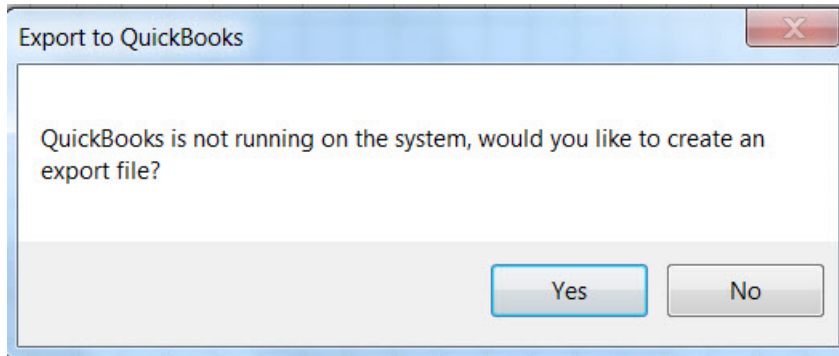 Export to QuickBooks
QuickBooks is not running on the system, would you like to create an
export file?
Yes
No